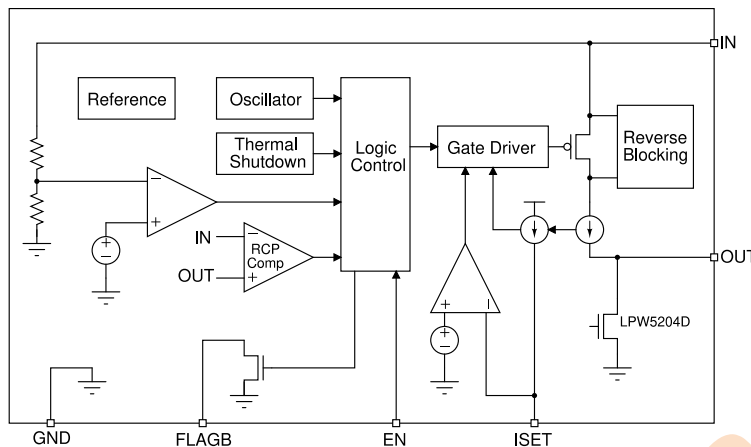 IN
Reference
Oscillator
Thermal
Shutdown
Logic
Control
Gate Driver
Reverse
Blocking
−
+
+
−
IN
OUT
−
+
RCP
Comp
+
−
+
−
OUT
LPW5204D
GND
FLAGB
EN
ISET